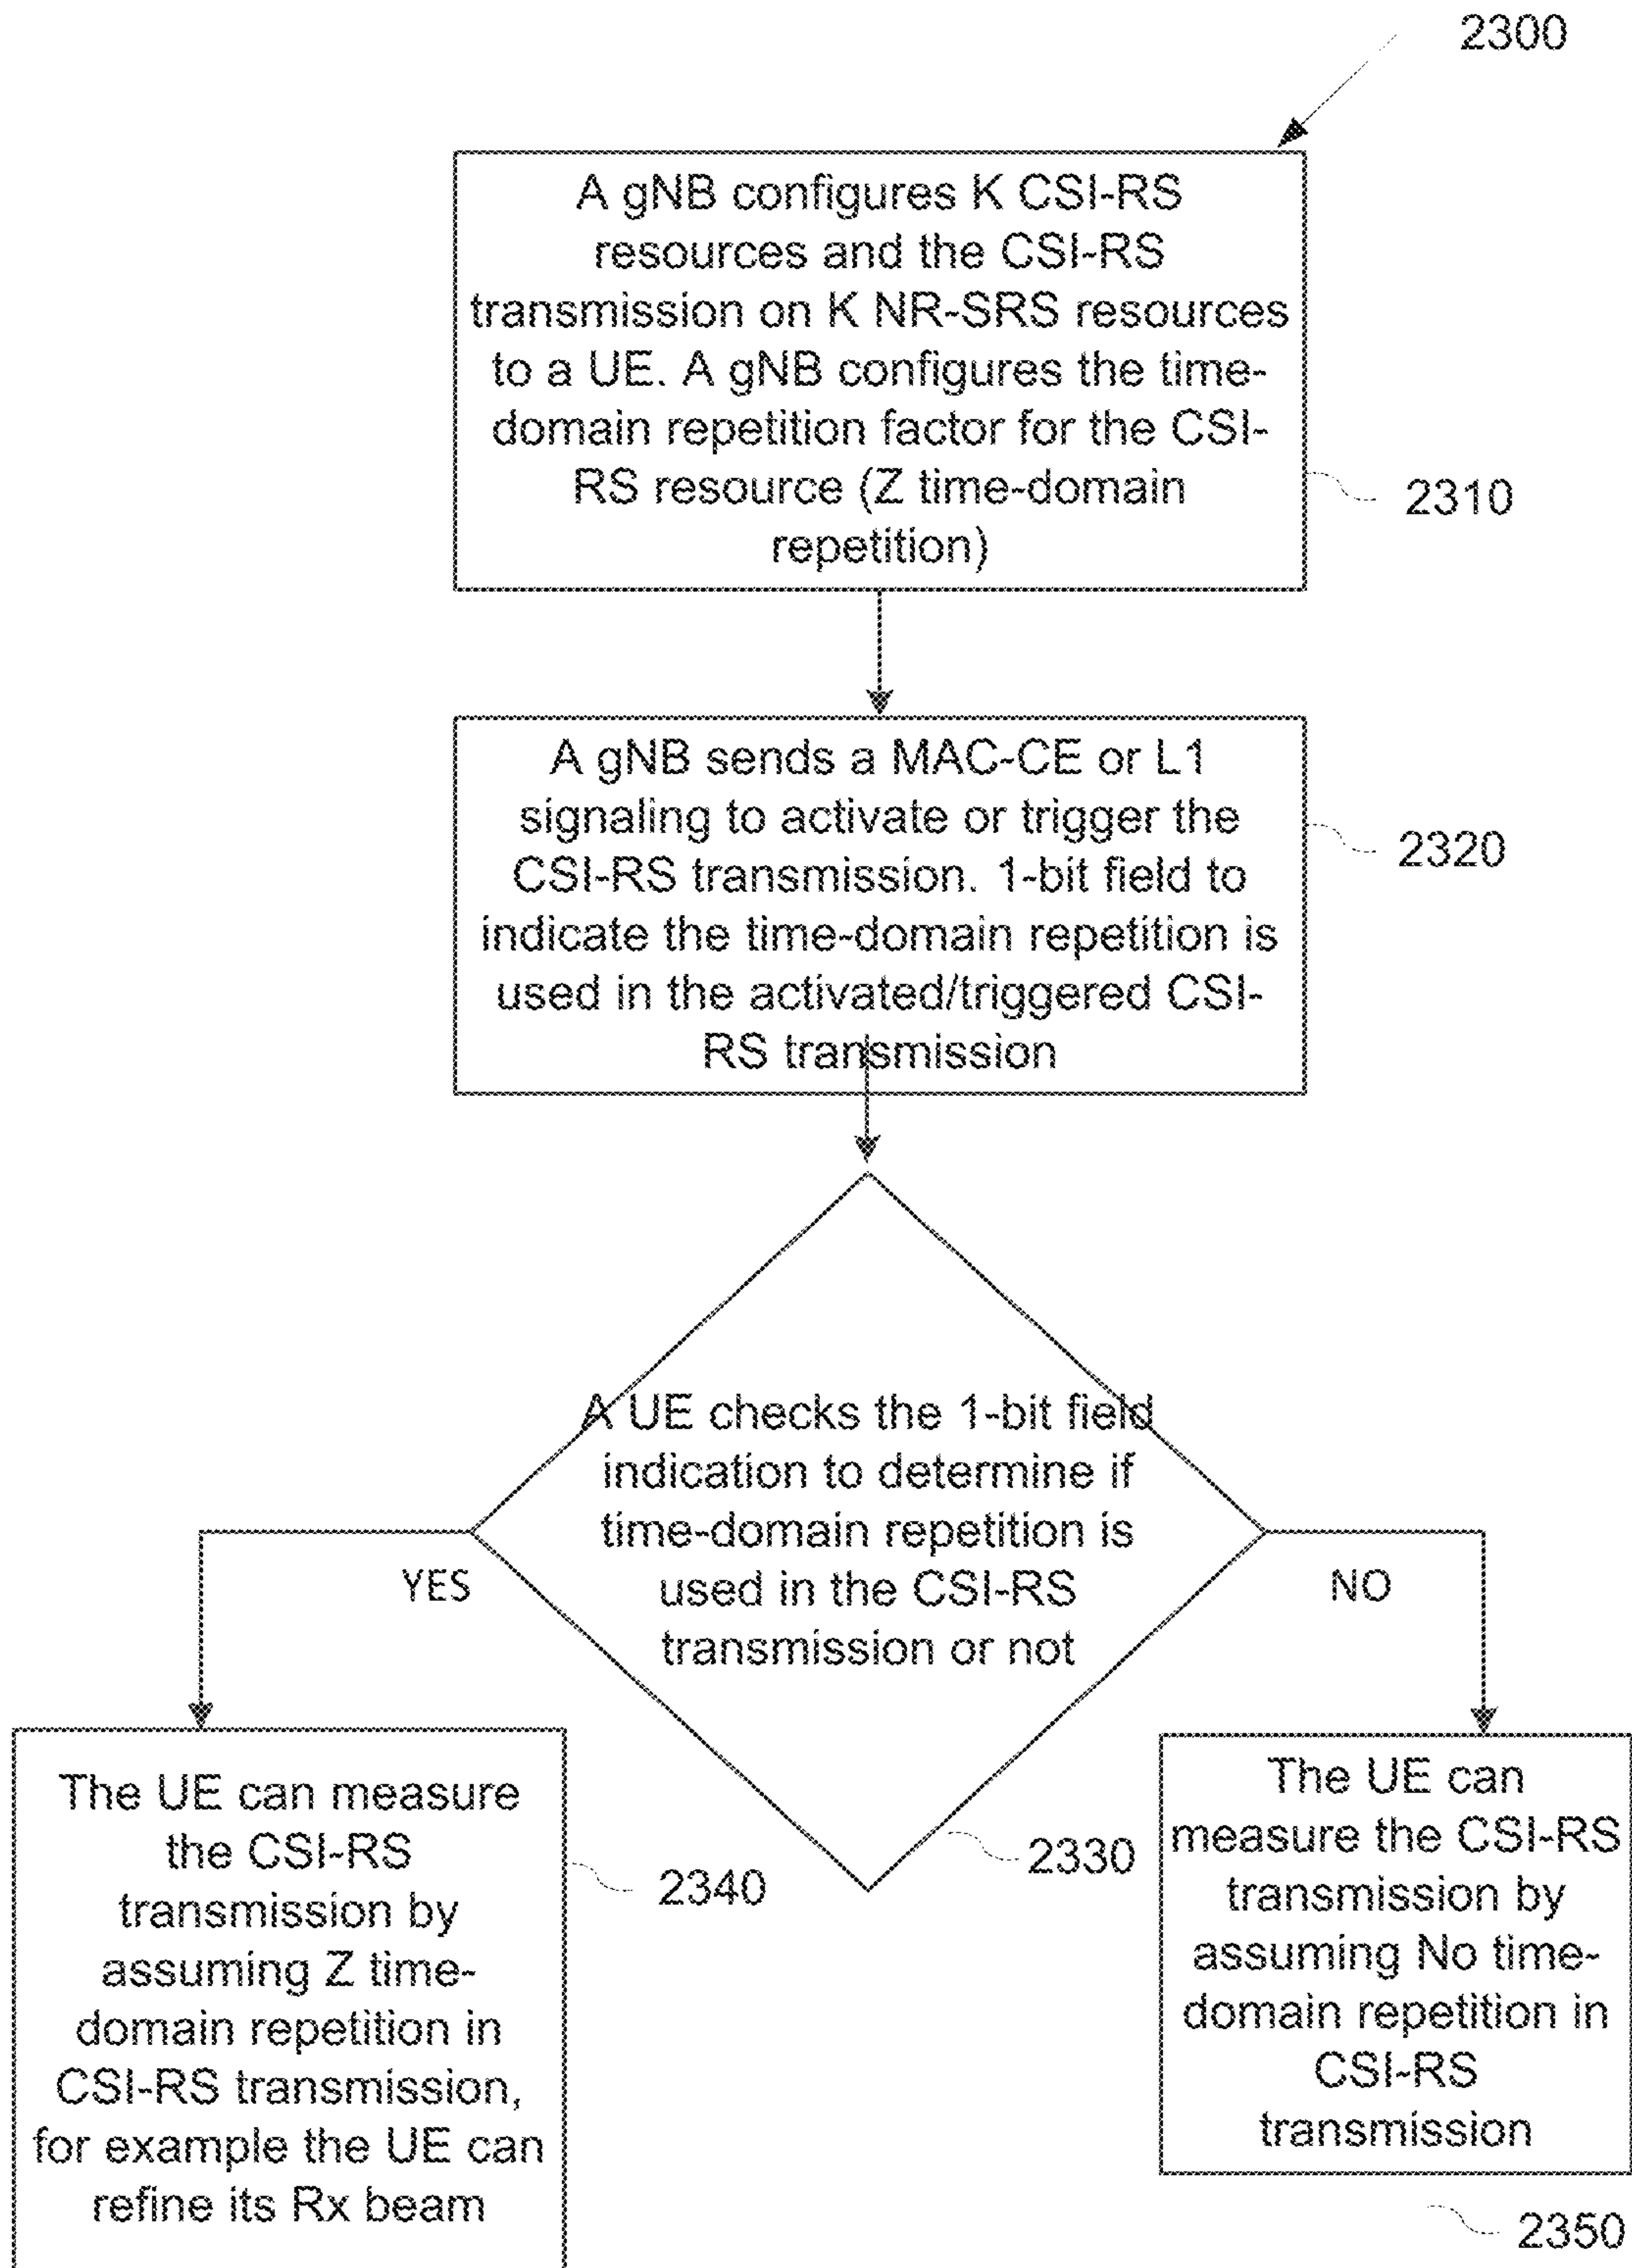 2300
A gNB configures K CSI-RS
resources and the CSI-RS
transmission on K NR-SRS resources
to a UE. A gNB configures the time-
domain repetition factor for the CSI-
RS resource (Z time-domain
repetition)
2310
A gNB sends a MAC-CE or L1
signaling to activate or trigger the
CSI-RS transmission. 1-bit field to
indicate the time-domain repetition is
used in the activated/triggered CSI-
RS transmission
2320
A UE checks the 1-bit field
indication to determine if
time-domain repetition is
used in the CSI-RS
transmission or not
YES
NO
2330
The UE can measure
the CSI-RS
transmission by
assuming Z time-
domain repetition in
CSI-RS transmission,
for example the UE can
refine its Rx beam
2340
The UE can
measure the CSI-RS
transmission by
assuming No time-
domain repetition in
CSI-RS
transmission
2350